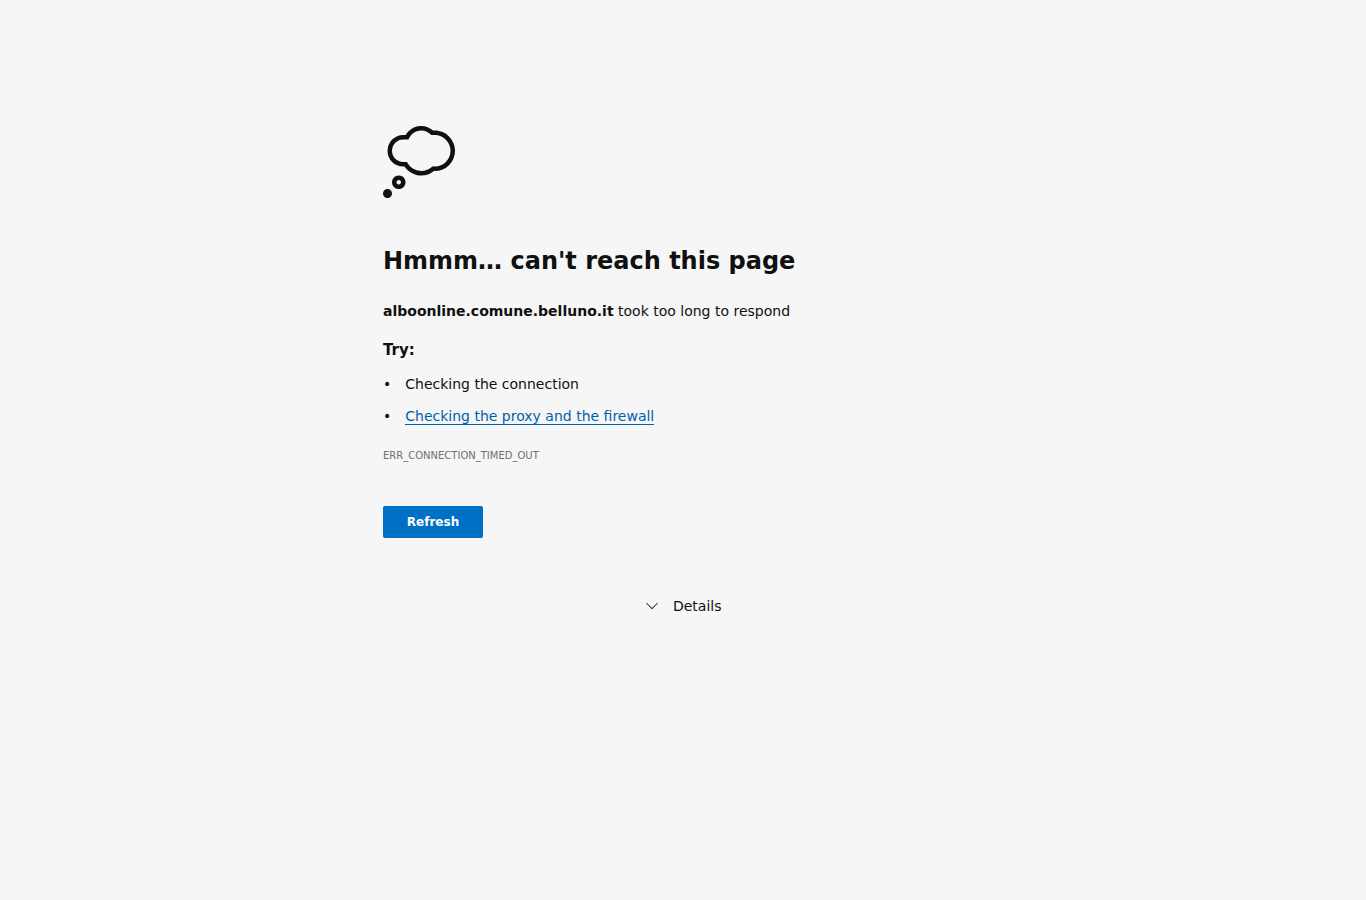 Hmmm… can't reach this page
alboonline.comune.belluno.it took too long to respond
Try:
• Checking the connection
• Checking the proxy and the firewall
ERR_CONNECTION_TIMED_OUT
Refresh
Details